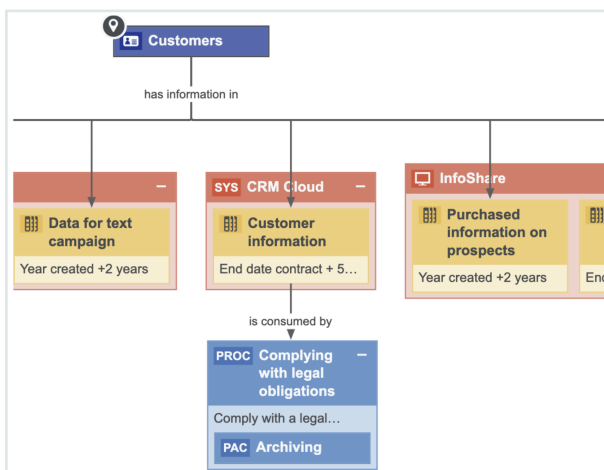 Customers
has information in
SYS CRM Cloud
InfoShare
Data for text
campaign
Year created +2 years
Customer
information
End date contract + 5…
Purchased
information on
prospects
Year created +2 years
is consumed by
PROC Complying
with legal
obligations
Comply with a legal…
PAC Archiving